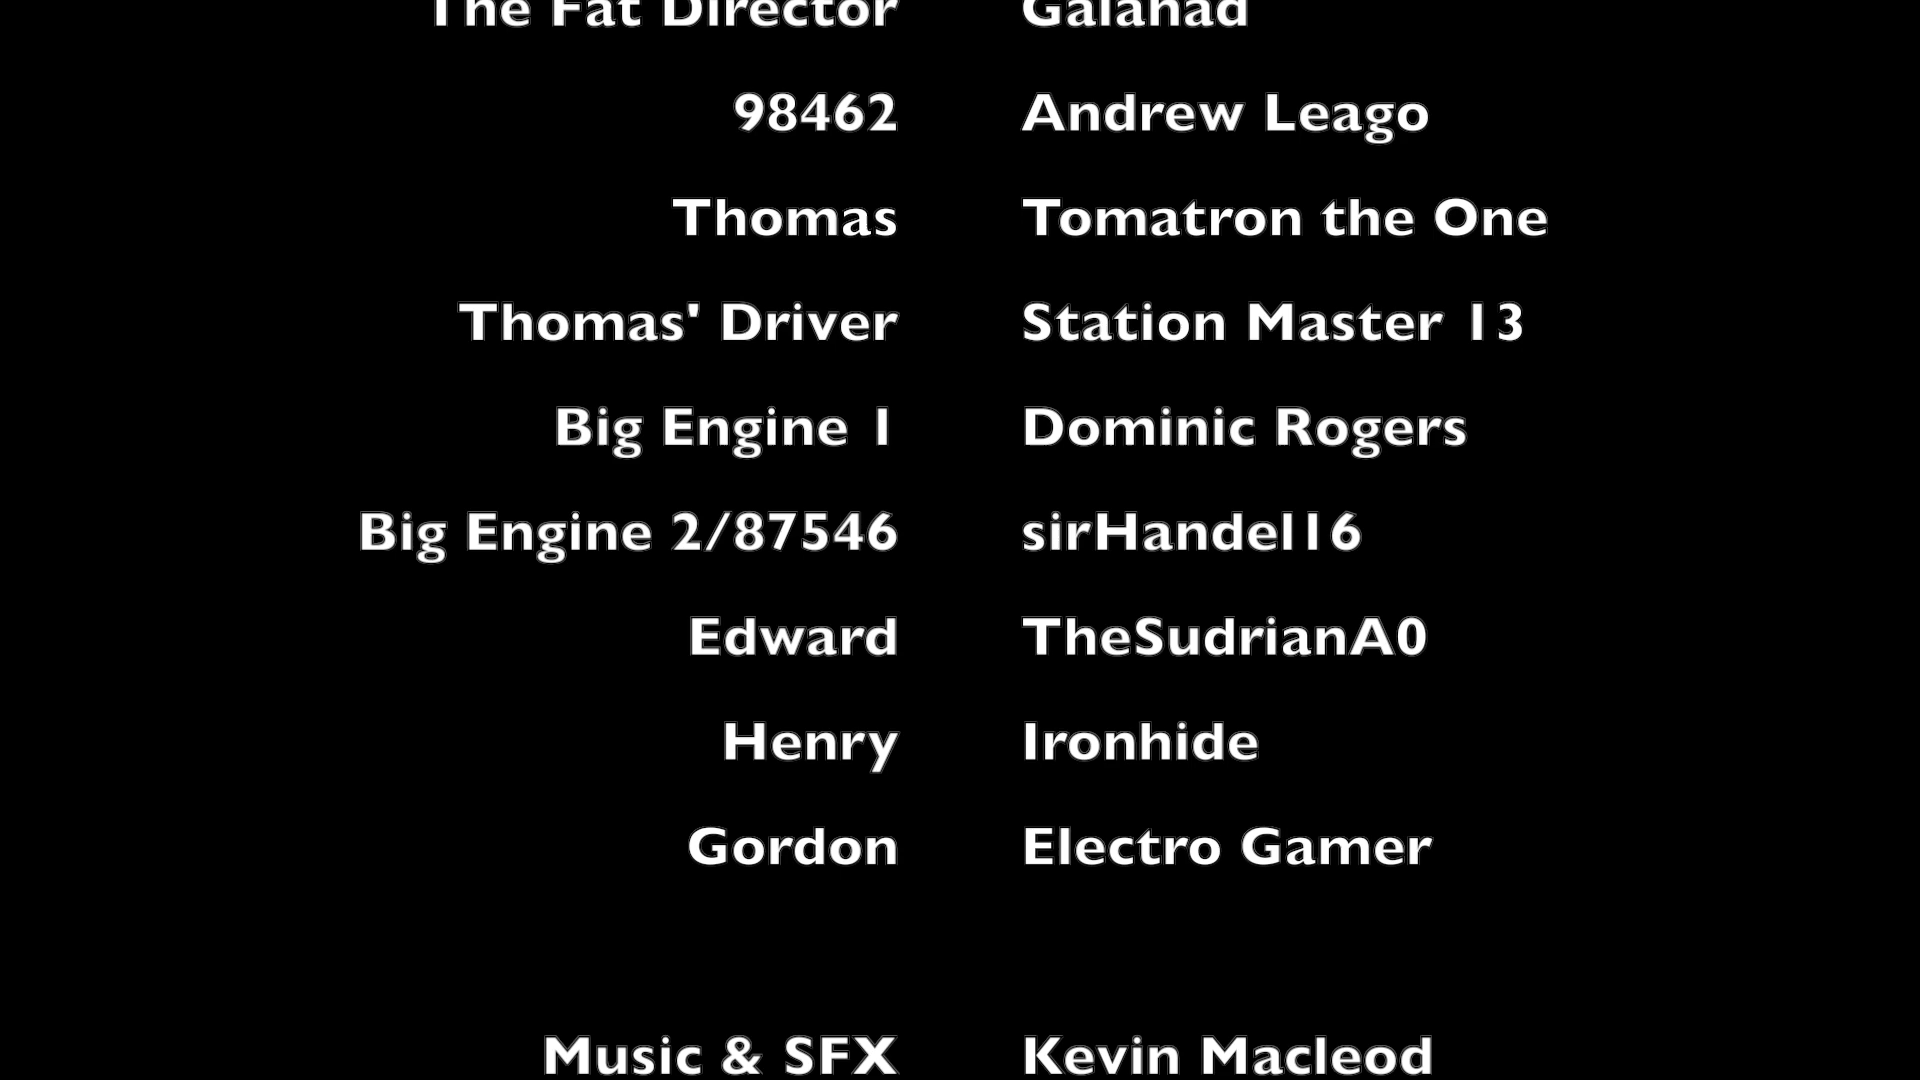 The Fat Director Galahad
98462 Andrew Leago
Thomas Tomatron the One
Thomas' Driver Station Master 13
Big Engine 1 Dominic Rogers
Big Engine 2/87546 sirHandel16
Edward TheSudrianA0
Henry Ironhide
Gordon Electro Gamer
Music & SFX Kevin Macleod